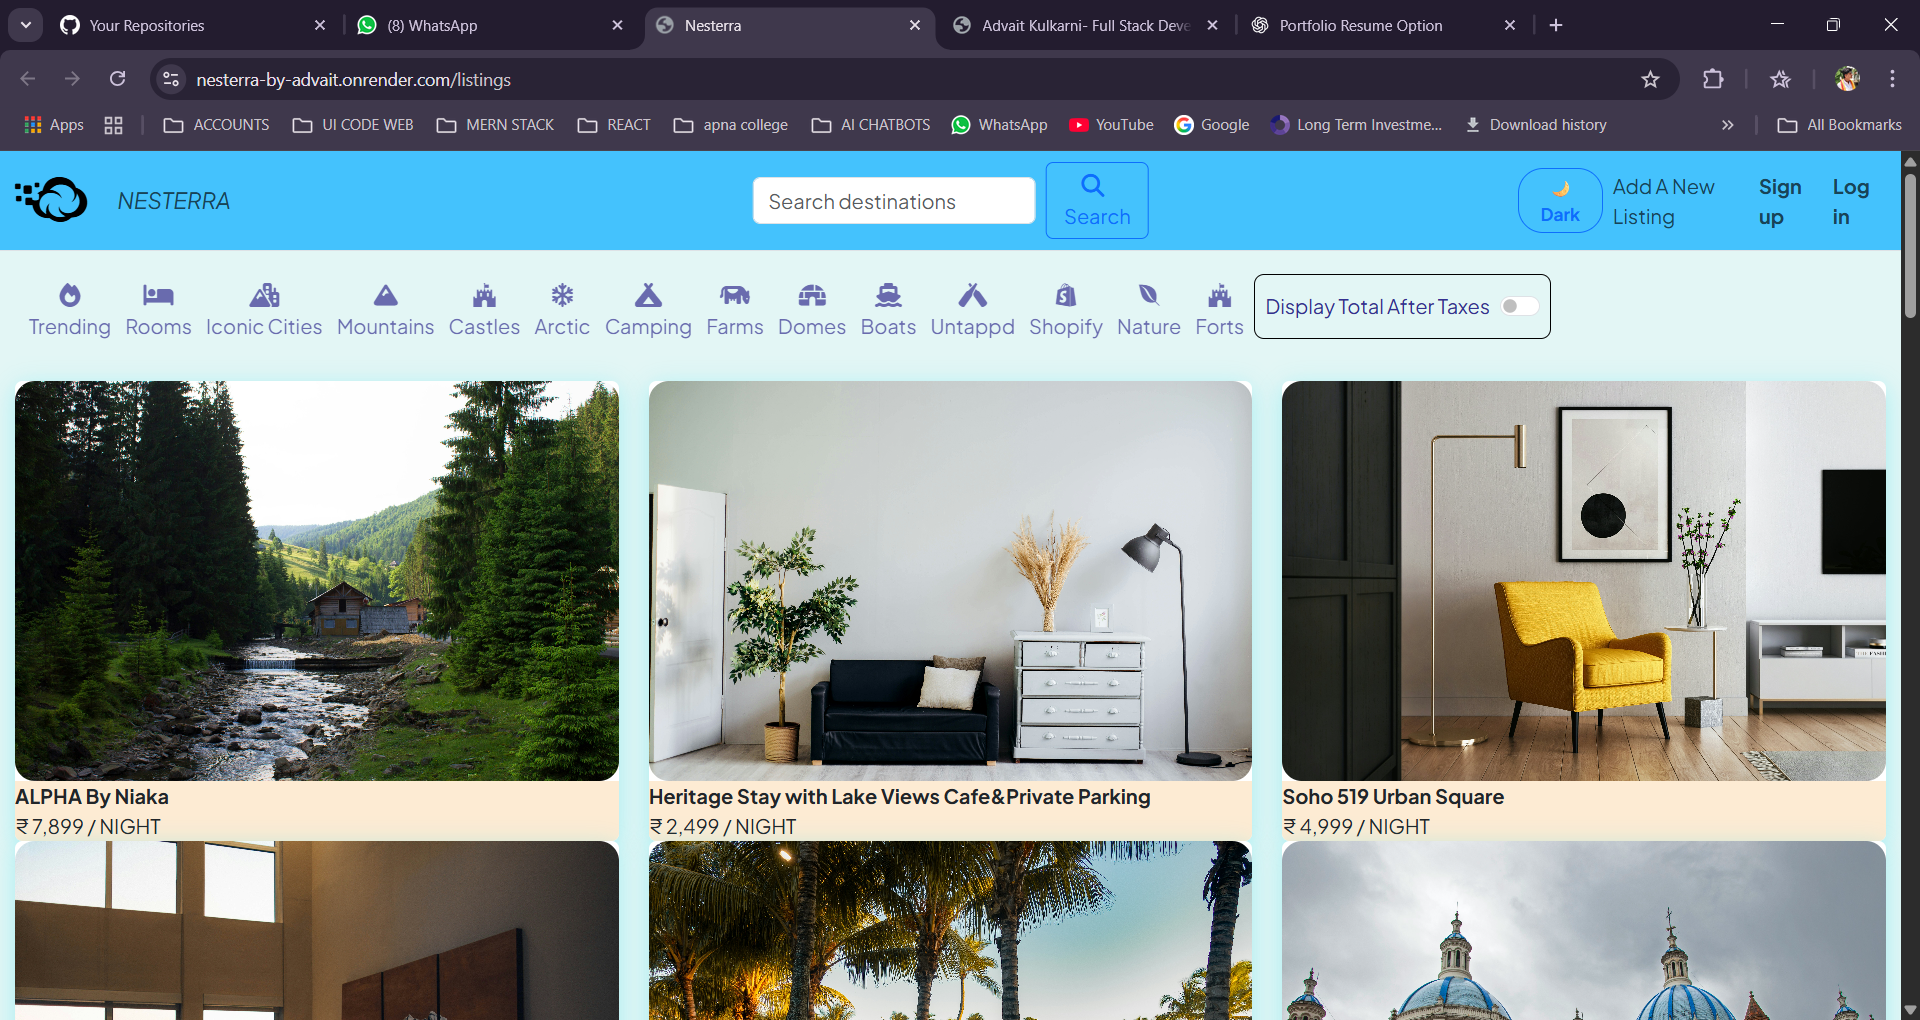 Your Repositories
(8) WhatsApp
Nesterra
Advait Kulkarni- Full Stack Deve
Portfolio Resume Option
nesterra-by-advait.onrender.com/listings
Apps
ACCOUNTS
UI CODE WEB
MERN STACK
REACT
apna college
AI CHATBOTS
WhatsApp
YouTube
Google
Long Term Investme...
Download history
All Bookmarks
NESTERRA
Search destinations
Search
Dark
Add A New
Listing
Sign
up
Log
in
Trending
Rooms
Iconic Cities
Mountains
Castles
Arctic
Camping
Farms
Domes
Boats
Untappd
Shopify
Nature
Forts
Display Total After Taxes
ALPHA By Niaka
₹ 7,899 / NIGHT
Heritage Stay with Lake Views Cafe&Private Parking
₹ 2,499 / NIGHT
Soho 519 Urban Square
₹ 4,999 / NIGHT